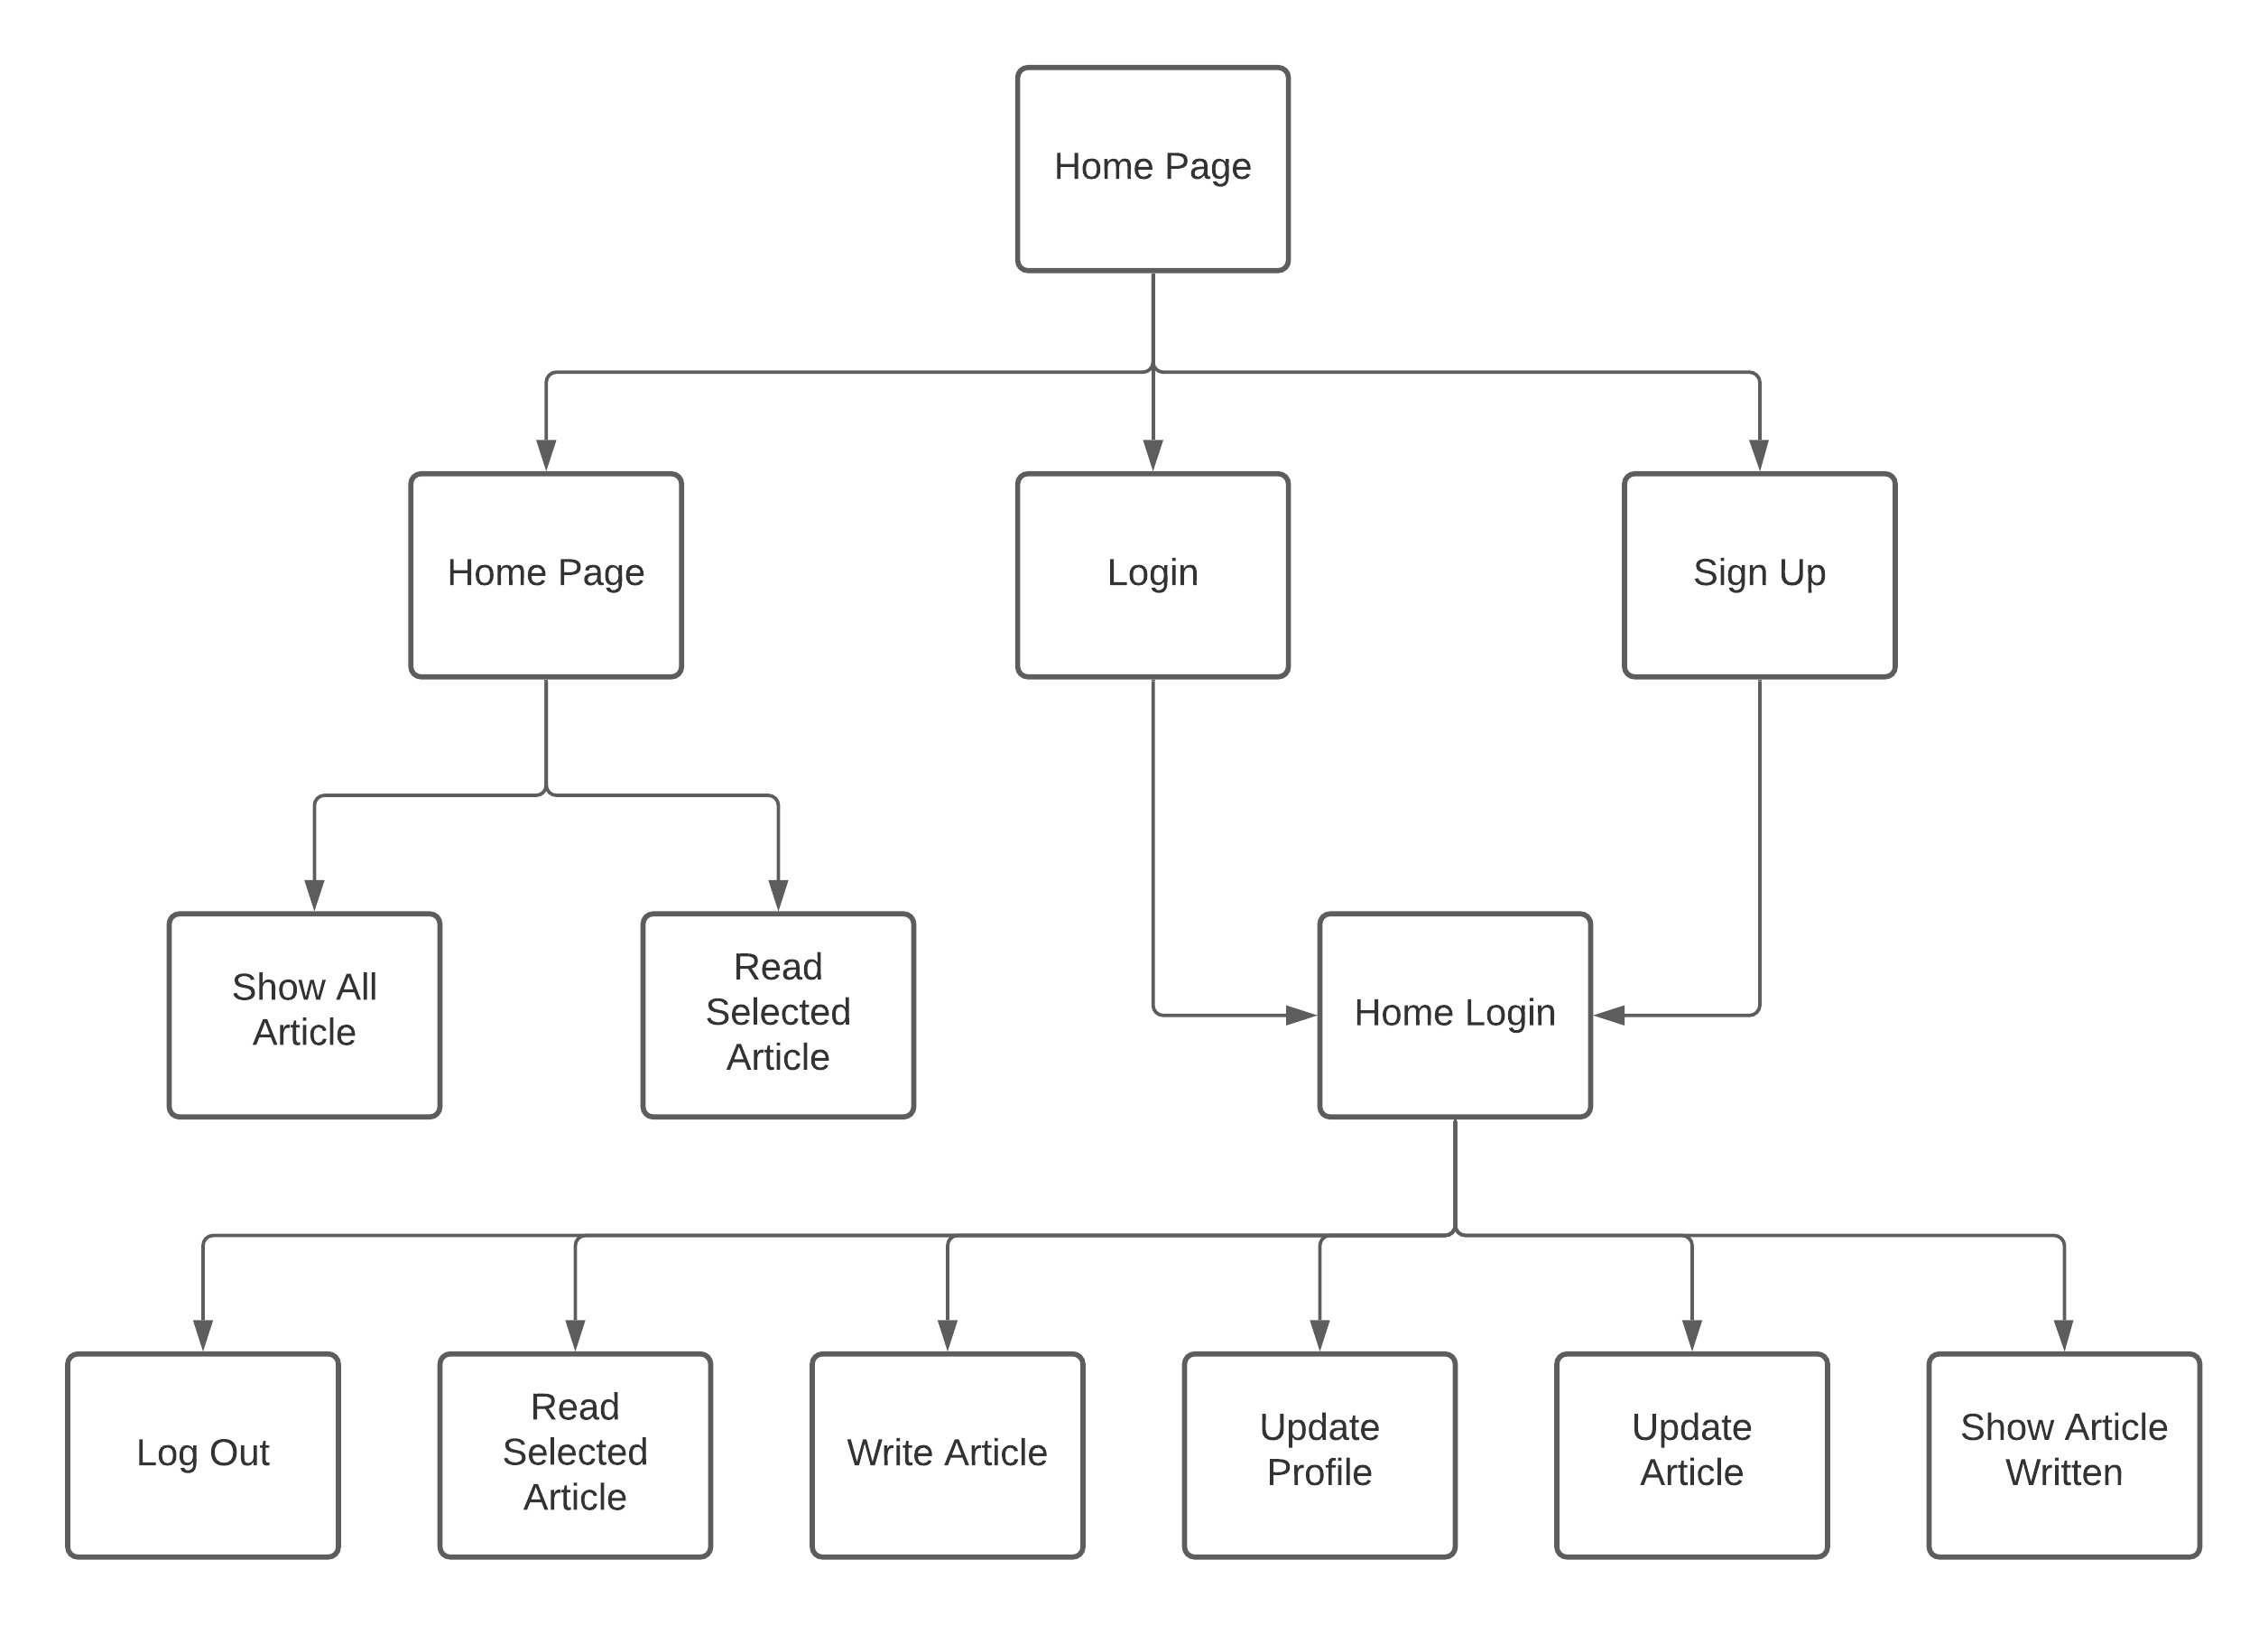 Home Page
Home Page
Login
Sign Up
Show All
Article
Read
Selected
Article
Home Login
Log Out
Read
Selected
Article
Write Article
Update
Profile
Update
Article
Show Article
Written